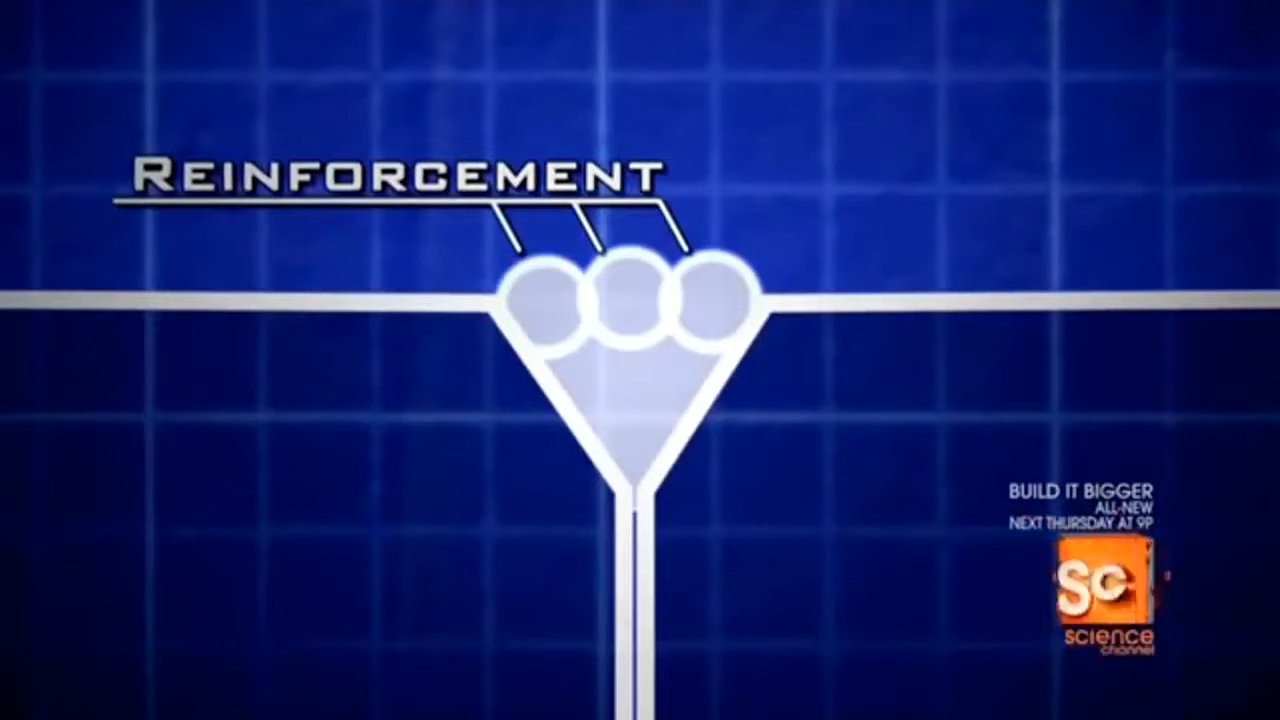 REINFORCEMENT
BUILD IT BIGGER
ALL-NEW
NEXT THURSDAY AT 9P
Sc
science
channel